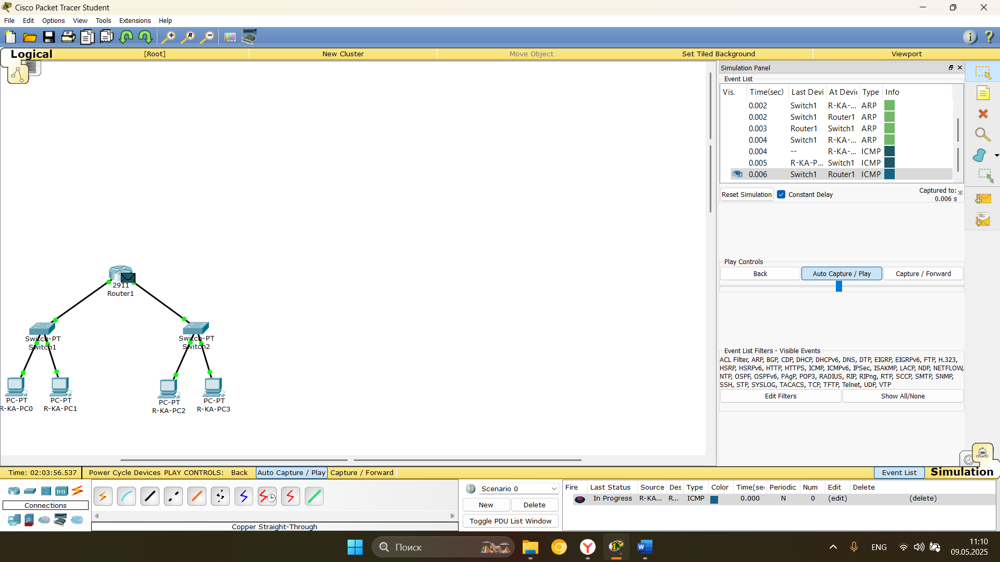 Cisco Packet Tracer Student
File Edit Options View Tools Extensions Help
Logical [Root] New Cluster Move Object Set Tiled Background Viewport
Simulation Panel
Event List
Vis. Time(sec) Last Devi At Devic Type Info
0.002 Switch1 R-KA-... ARP
0.002 Switch1 Router1 ARP
0.003 Router1 Switch1 ARP
0.004 Switch1 R-KA-... ARP
0.004 -- R-KA-... ICMP
0.005 R-KA-P... Switch1 ICMP
0.006 Switch1 Router1 ICMP
Reset Simulation Constant Delay Captured to: *
0.006 s
Play Controls
Back Auto Capture / Play Capture / Forward
2911
Router1
Switch-PT
Switch1
Switch-PT
Switch2
PC-PT
R-KA-PC0
PC-PT
R-KA-PC1
PC-PT
R-KA-PC2
PC-PT
R-KA-PC3
Event List Filters - Visible Events
ACL Filter, ARP, BGP, CDP, DHCP, DHCPv6, DNS, DTP, EIGRP, EIGRPv6, FTP, H.323,
HSRP, HSRPv6, HTTP, HTTPS, ICMP, ICMPv6, IPSec, ISAKMP, LACP, NDP, NETFLOW,
NTP, OSPF, OSPFv6, PAgP, POP3, RADIUS, RIP, RIPng, RTP, SCCP, SMTP, SNMP,
SSH, STP, SYSLOG, TACACS, TCP, TFTP, Telnet, UDP, VTP
Edit Filters Show All/None
Time: 02:03:56.537 Power Cycle Devices PLAY CONTROLS: Back Auto Capture / Play Capture / Forward Event List Simulation
Connections
Copper Straight-Through
Scenario 0
New Delete
Toggle PDU List Window
Fire Last Status Source Des Type Color Time(sec Periodic Num Edit Delete
In Progress R-KA... R... ICMP 0.000 N 0 (edit) (delete)
Поиск
ENG
11:10
09.05.2025